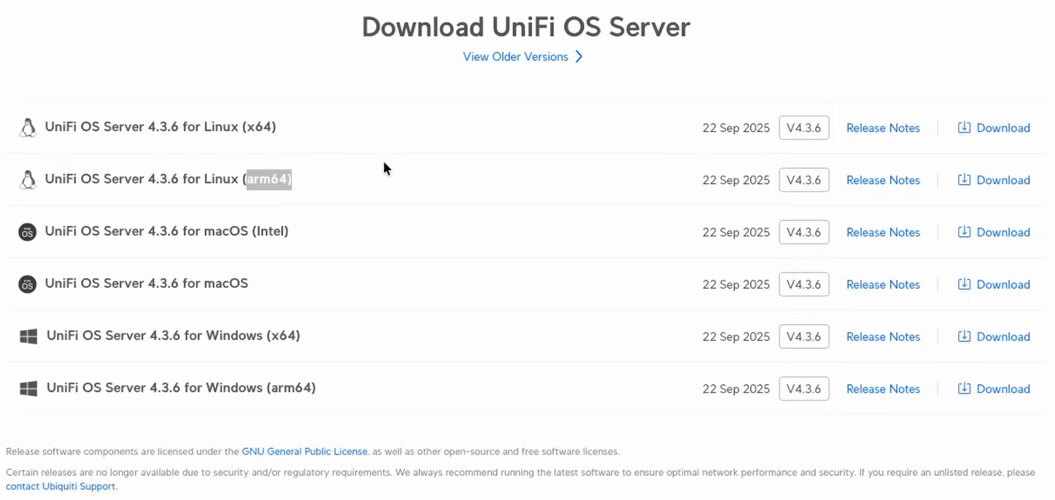 Download UniFi OS Server
View Older Versions
UniFi OS Server 4.3.6 for Linux (x64) 22 Sep 2025 V4.3.6 Release Notes Download
UniFi OS Server 4.3.6 for Linux (arm64) 22 Sep 2025 V4.3.6 Release Notes Download
UniFi OS Server 4.3.6 for macOS (Intel) 22 Sep 2025 V4.3.6 Release Notes Download
UniFi OS Server 4.3.6 for macOS 22 Sep 2025 V4.3.6 Release Notes Download
UniFi OS Server 4.3.6 for Windows (x64) 22 Sep 2025 V4.3.6 Release Notes Download
UniFi OS Server 4.3.6 for Windows (arm64) 22 Sep 2025 V4.3.6 Release Notes Download
Release software components are licensed under the GNU General Public License, as well as other open-source and free software licenses.
Certain releases are no longer available due to security and/or regulatory requirements. We always recommend running the latest software to ensure optimal network performance and security. If you require an unlisted release, please
contact Ubiquiti Support.